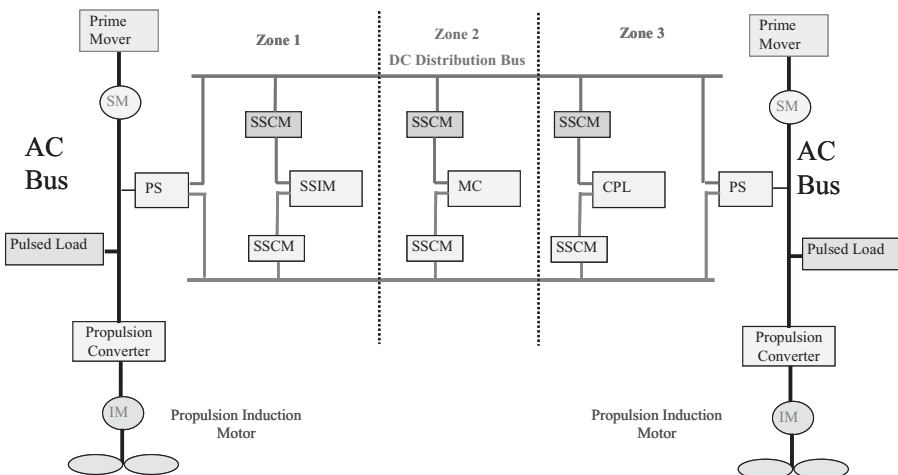 Prime
Mover
Zone 1
Zone 2
Zone 3
Prime
Mover
DC Distribution Bus
SM
SM
SSCM
SSCM
SSCM
AC
Bus
AC
Bus
PS
SSIM
MC
CPL
PS
SSCM
SSCM
SSCM
Pulsed Load
Pulsed Load
Propulsion
Converter
Propulsion
Converter
IM
Propulsion Induction
Motor
Propulsion Induction
Motor
IM